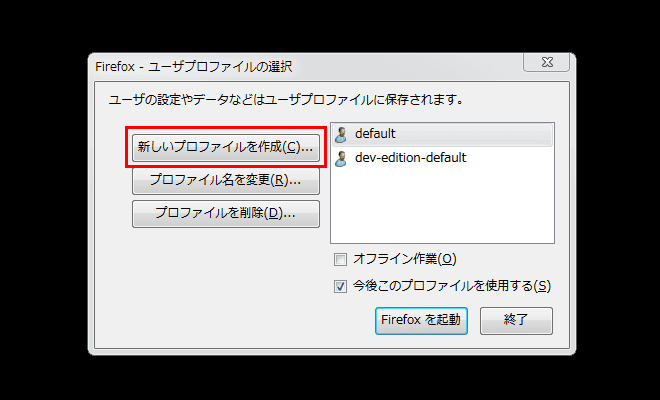 Firefox - ユーザプロファイルの選択
ユーザの設定やデータなどはユーザプロファイルに保存されます。
新しいプロファイルを作成(C)...
プロファイル名を変更(R)...
プロファイルを削除(D)...
default
dev-edition-default
オフライン作業(O)
今後このプロファイルを使用する(S)
Firefox を起動
終了